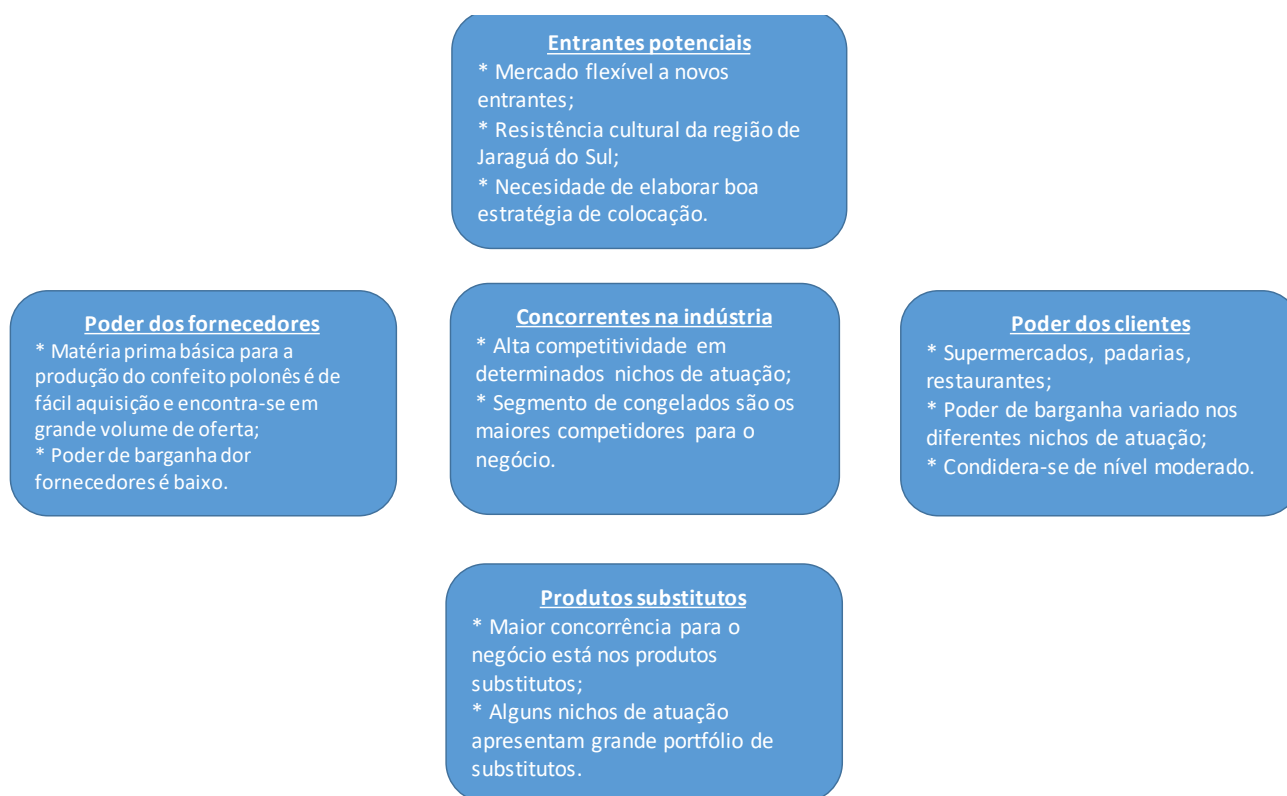 Entrantes potenciais
* Mercado flexível a novos
entrantes;
* Resistência cultural da região de
Jaraguá do Sul;
* Necesidade de elaborar boa
estratégia de colocação.
Poder dos fornecedores
* Matéria prima básica para a
produção do confeito polonês é de
fácil aquisição e encontra-se em
grande volume de oferta;
* Poder de barganha dor
fornecedores é baixo.
Concorrentes na indústria
* Alta competitividade em
determinados nichos de atuação;
* Segmento de congelados são os
maiores competidores para o
negócio.
Poder dos clientes
* Supermercados, padarias,
restaurantes;
* Poder de barganha variado nos
diferentes nichos de atuação;
* Condidera-se de nível moderado.
Produtos substitutos
* Maior concorrência para o
negócio está nos produtos
substitutos;
* Alguns nichos de atuação
apresentam grande portfólio de
substitutos.